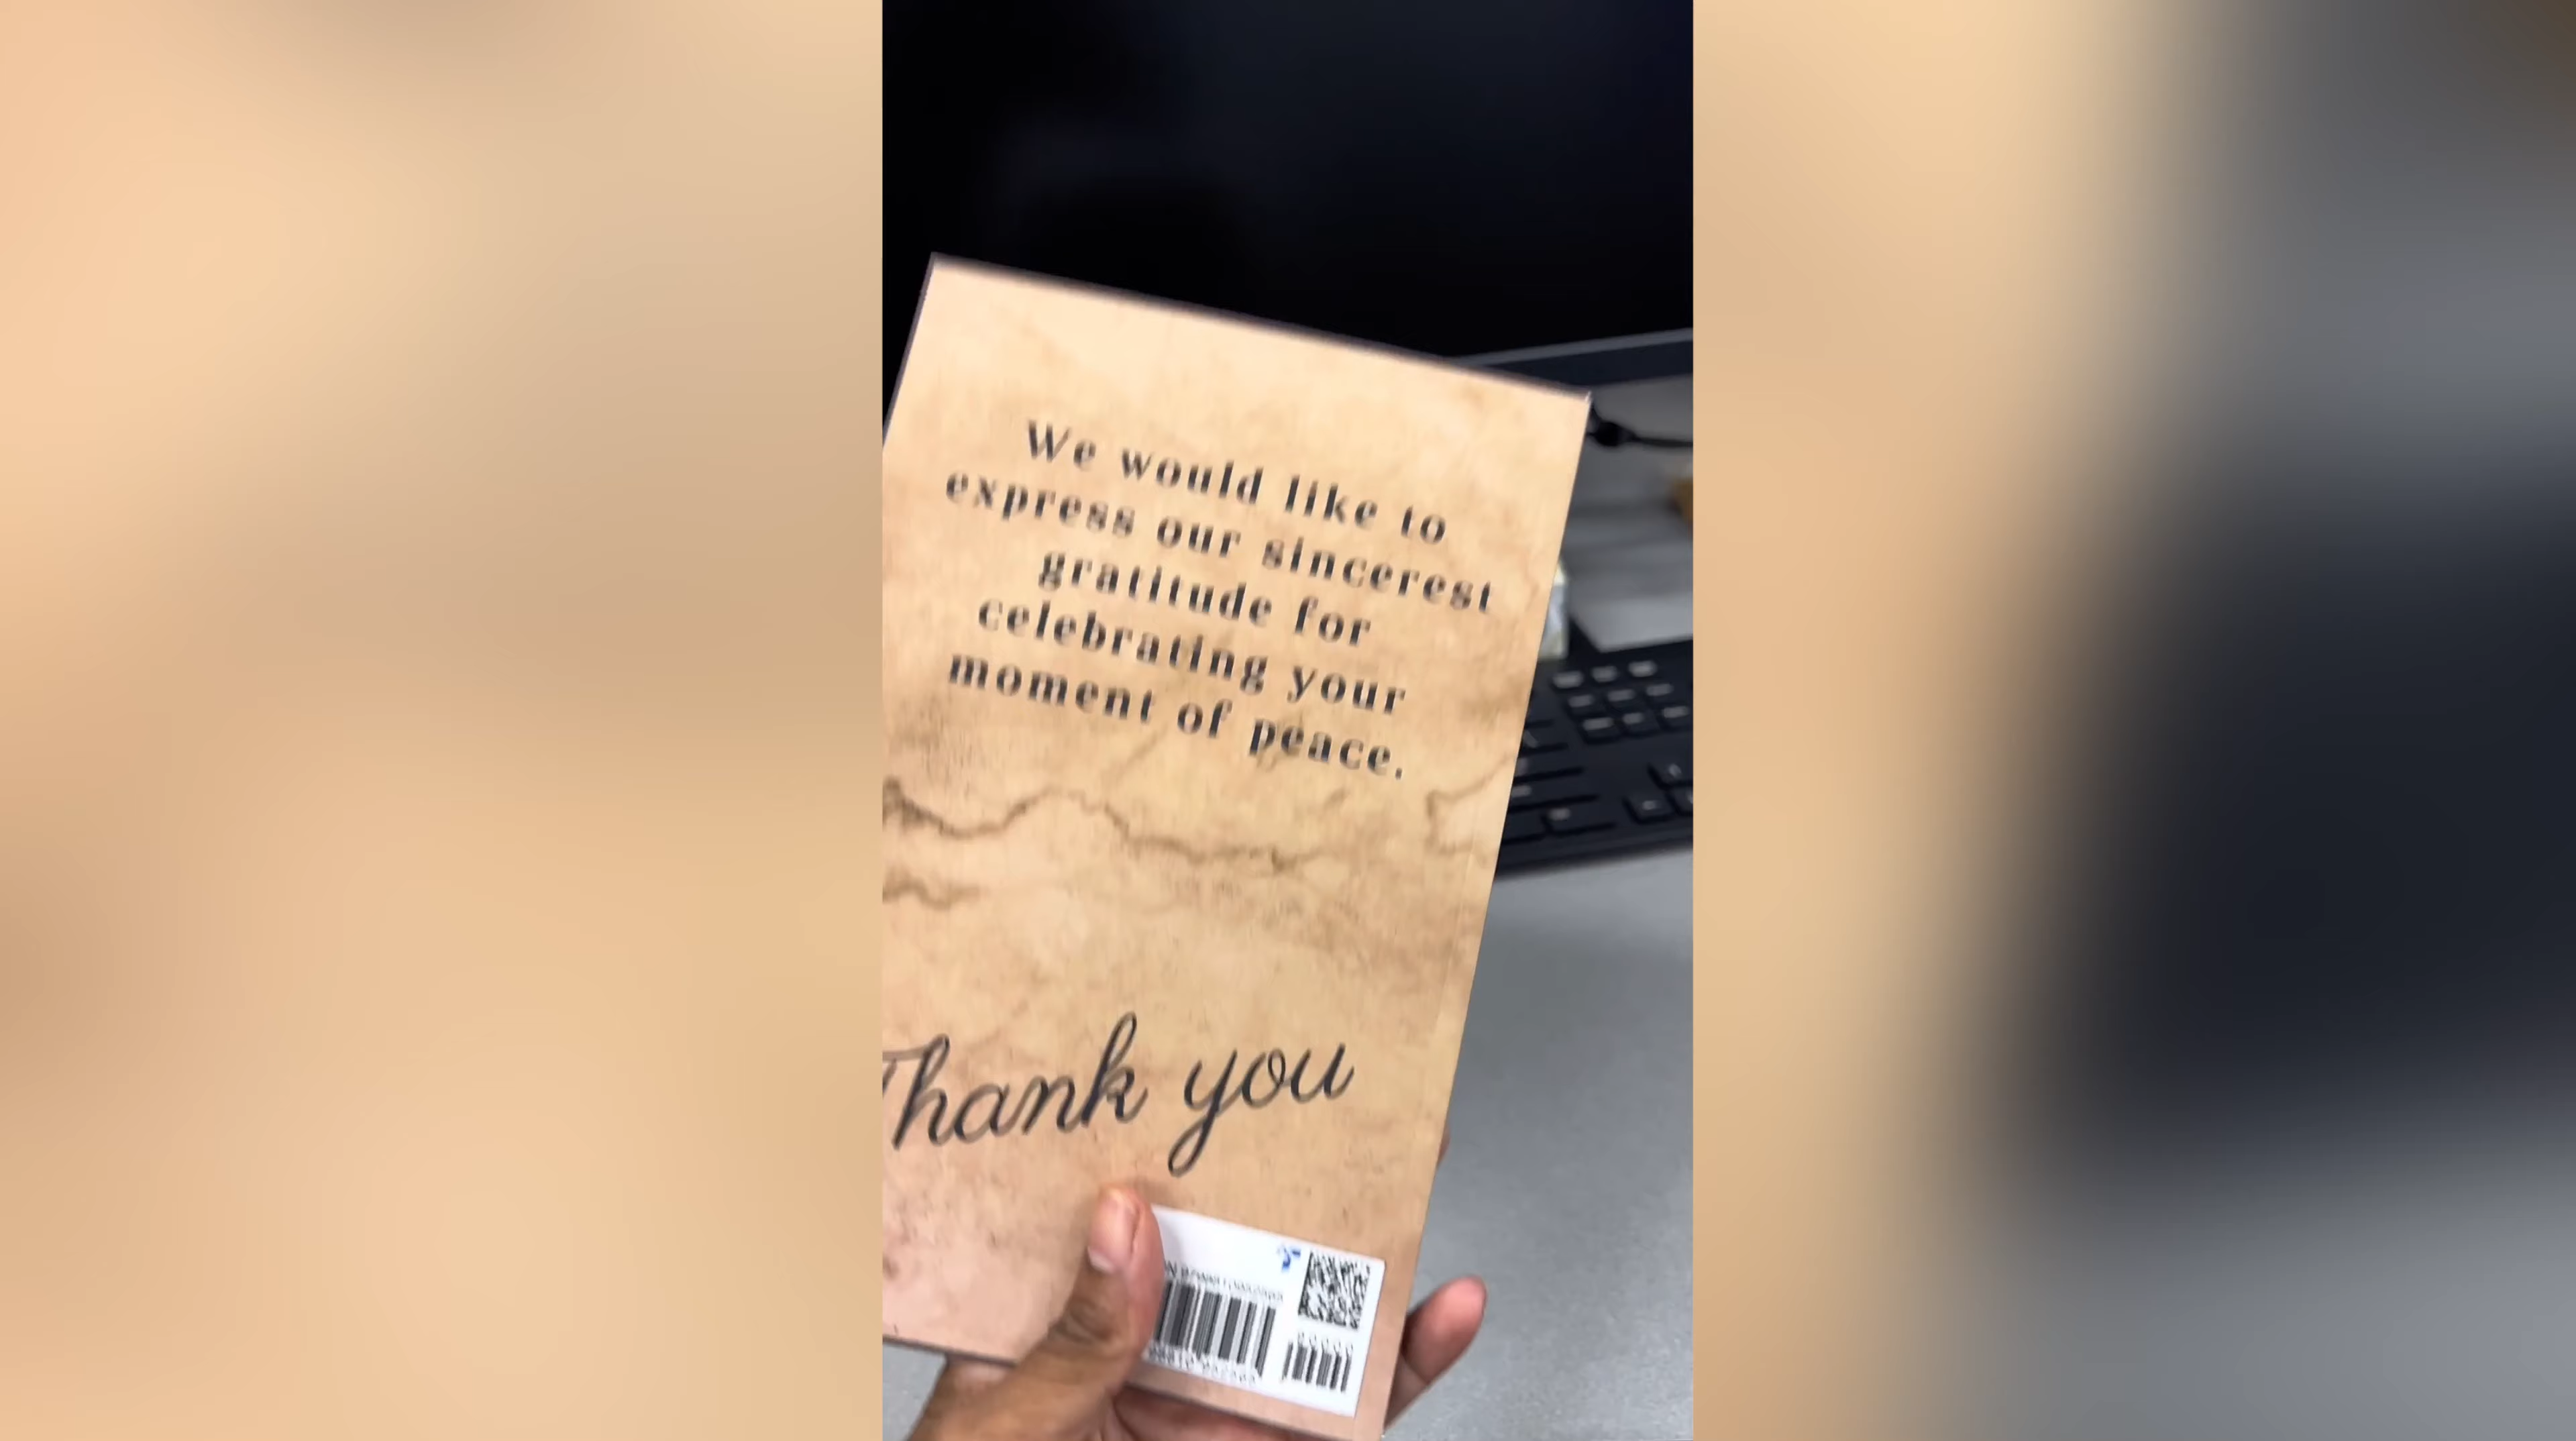 We would like to
express our sincerest
gratitude for
celebrating your
moment of peace.
Thank you